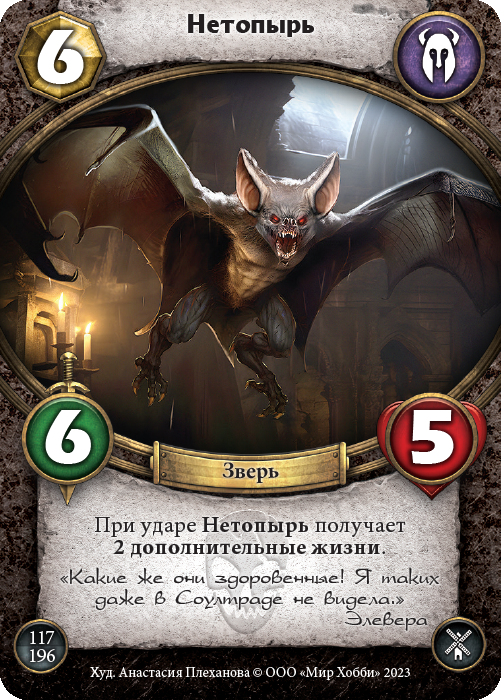 Нетопырь
6
6
5
Зверь
При ударе Нетопырь получает
2 дополнительные жизни.
«Какие же они здоровенные! Я таких
даже в Соултраде не видела.»
Элевера
117
196
Худ. Анастасия Плеханова © ООО «Мир Хобби» 2023